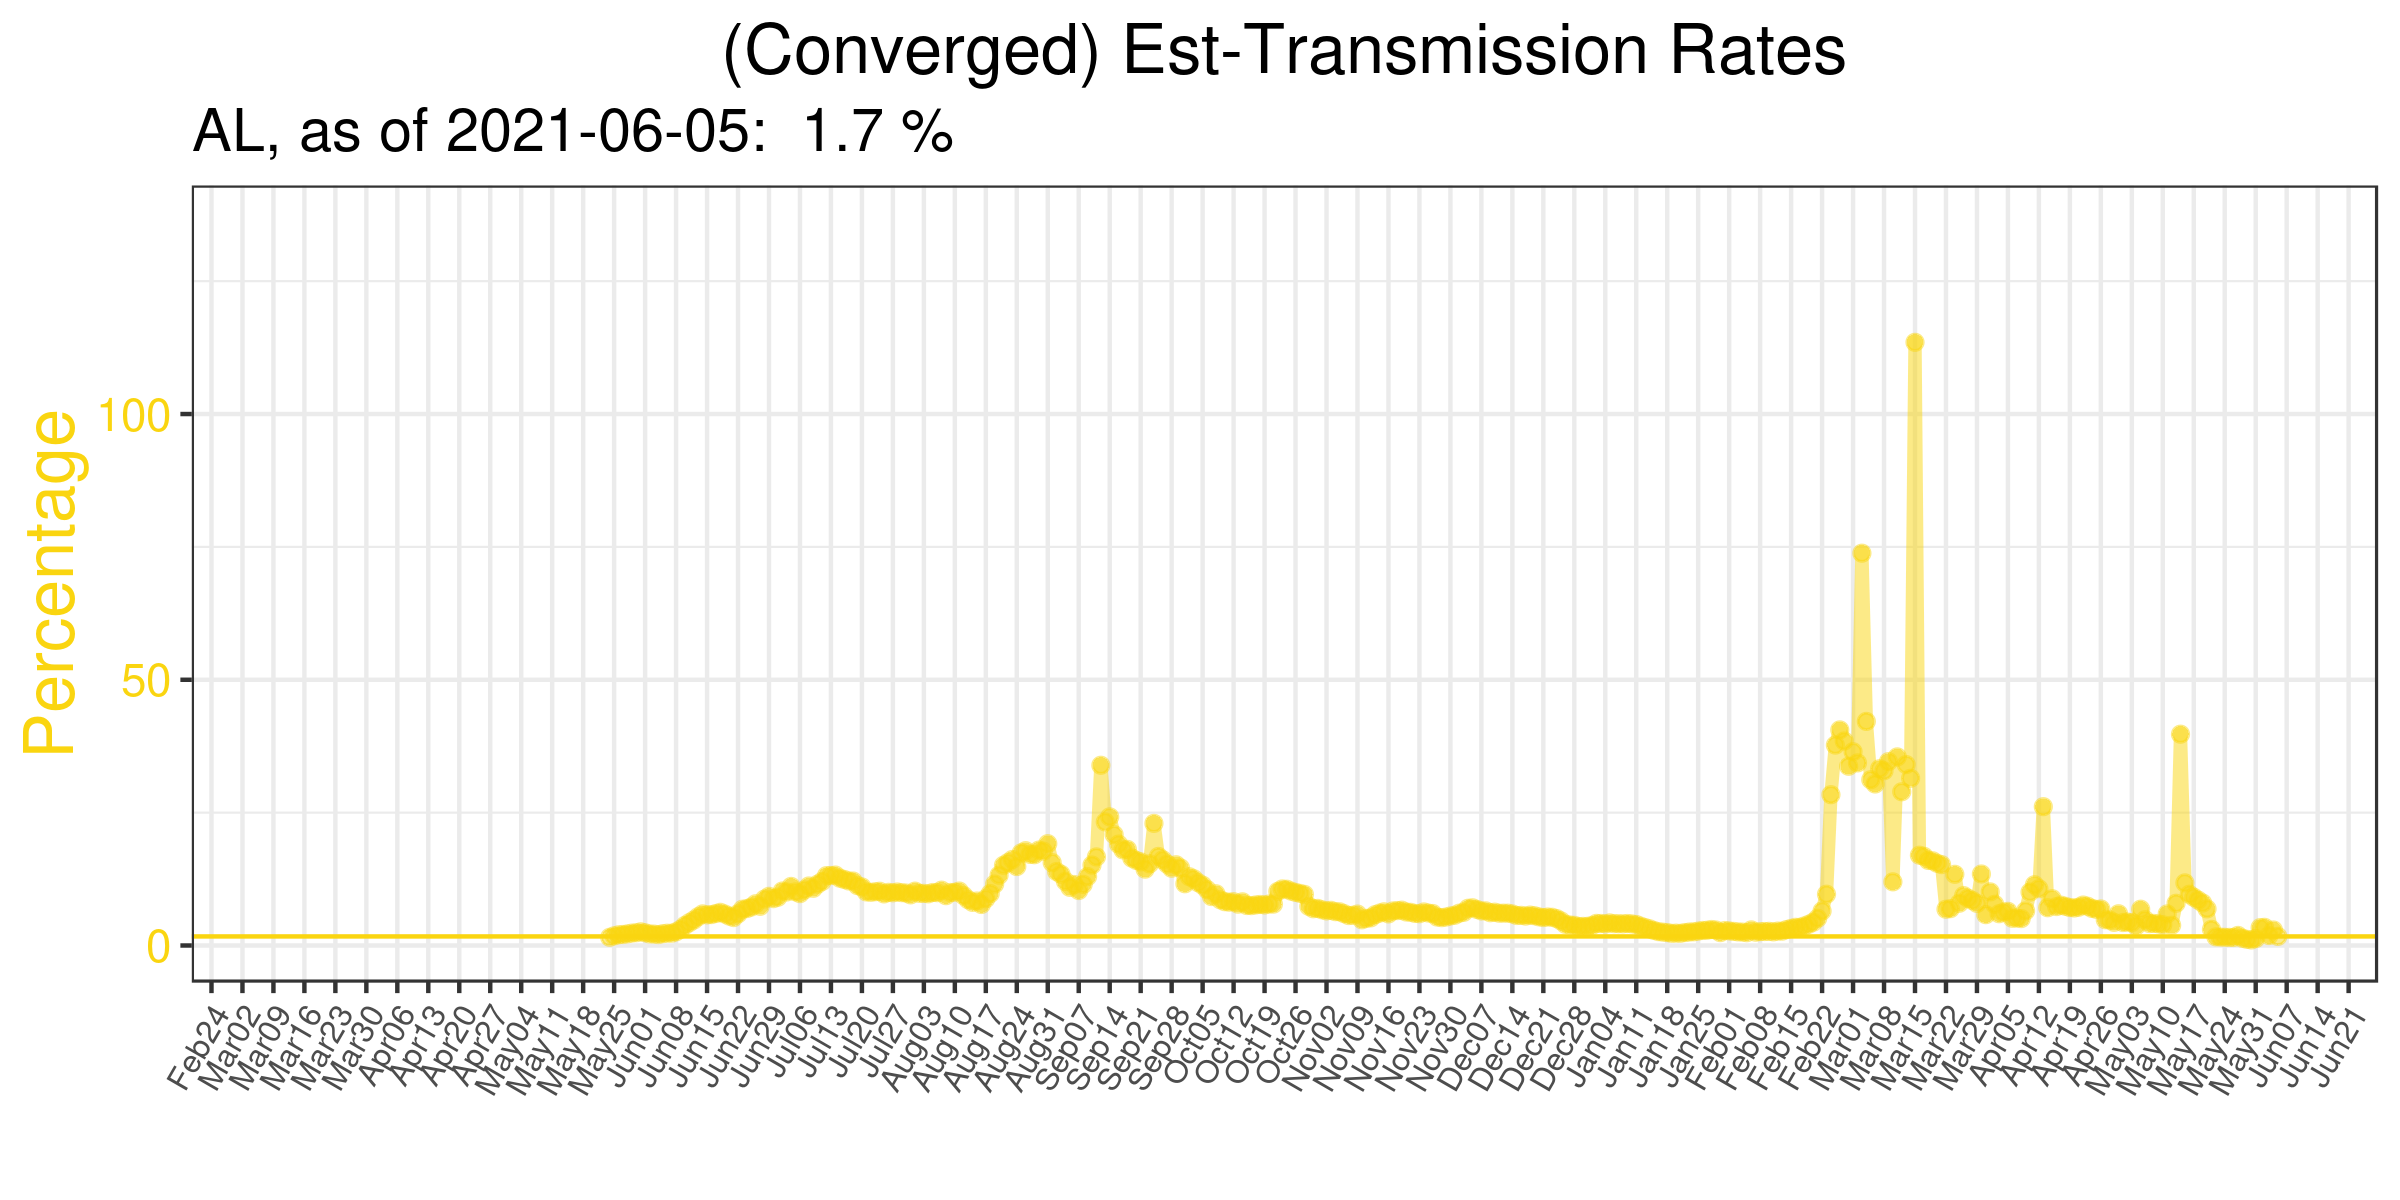 (Converged) Est-Transmission Rates
AL, as of 2021-06-05:  1.7 %
Percentage
100
50
0
Feb24
Mar02
Mar09
Mar16
Mar23
Mar30
Apr06
Apr13
Apr20
Apr27
May04
May11
May18
May25
Jun01
Jun08
Jun15
Jun22
Jun29
Jul06
Jul13
Jul20
Jul27
Aug03
Aug10
Aug17
Aug24
Aug31
Sep07
Sep14
Sep21
Sep28
Oct05
Oct12
Oct19
Oct26
Nov02
Nov09
Nov16
Nov23
Nov30
Dec07
Dec14
Dec21
Dec28
Jan04
Jan11
Jan18
Jan25
Feb01
Feb08
Feb15
Feb22
Mar01
Mar08
Mar15
Mar22
Mar29
Apr05
Apr12
Apr19
Apr26
May03
May10
May17
May24
May31
Jun07
Jun14
Jun21